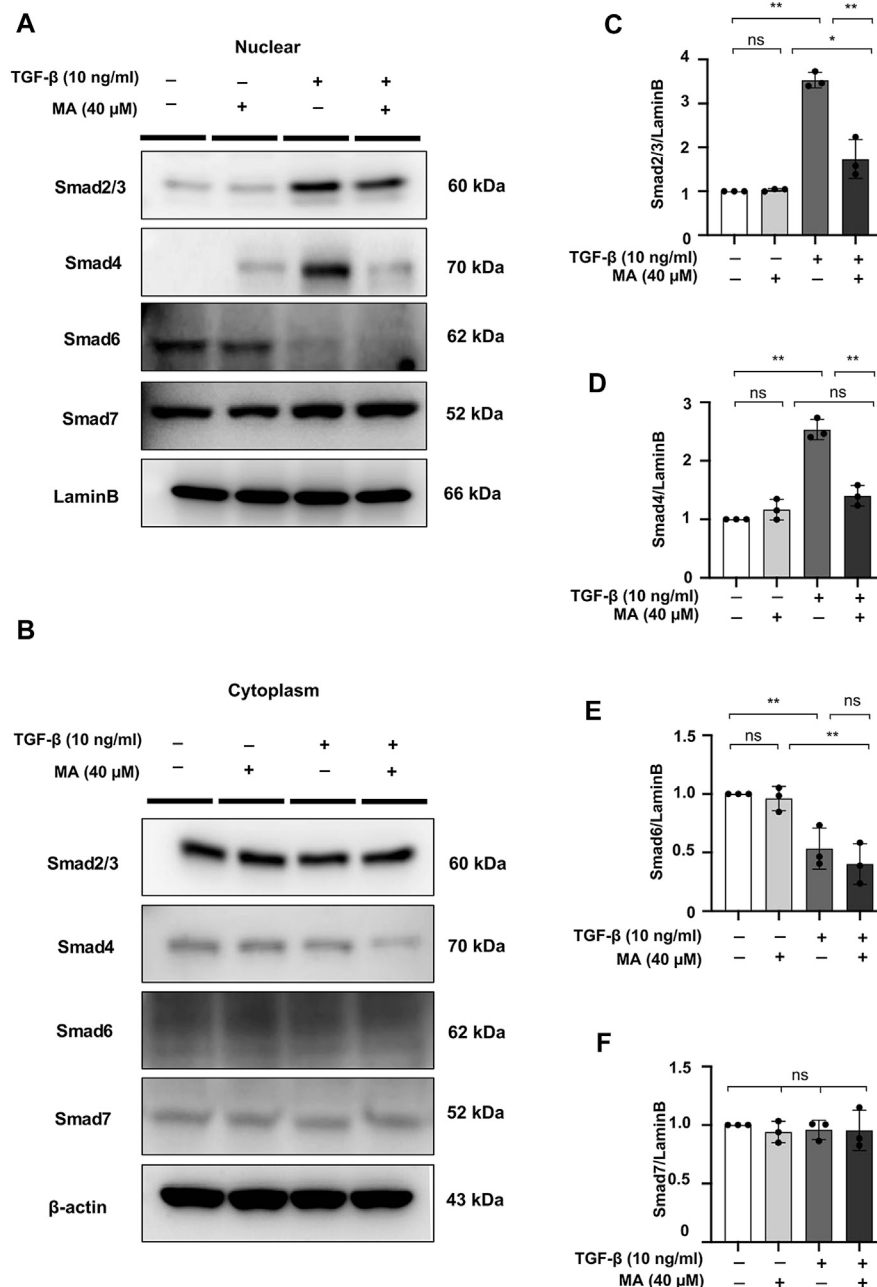 A
Nuclear
TGF-β (10 ng/ml) – – + +
MA (40 μM) – + – +
Smad2/3 60 kDa
Smad4 70 kDa
Smad6 62 kDa
Smad7 52 kDa
LaminB 66 kDa
B
Cytoplasm
TGF-β (10 ng/ml) – – + +
MA (40 μM) – + – +
Smad2/3 60 kDa
Smad4 70 kDa
Smad6 62 kDa
Smad7 52 kDa
β-actin 43 kDa
C
** **
ns *
Smad2/3/LaminB
4
3
2
1
0
TGF-β (10 ng/ml) – – + +
MA (40 μM) – + – +
D
** **
ns ns
Smad4/LaminB
3
2
1
0
TGF-β (10 ng/ml) – – + +
MA (40 μM) – + – +
E
** ns
ns **
Smad6/LaminB
1.5
1.0
0.5
0
TGF-β (10 ng/ml) – – + +
MA (40 μM) – + – +
F
ns
Smad7/LaminB
1.5
1.0
0.5
0
TGF-β (10 ng/ml) – – + +
MA (40 μM) – + – +